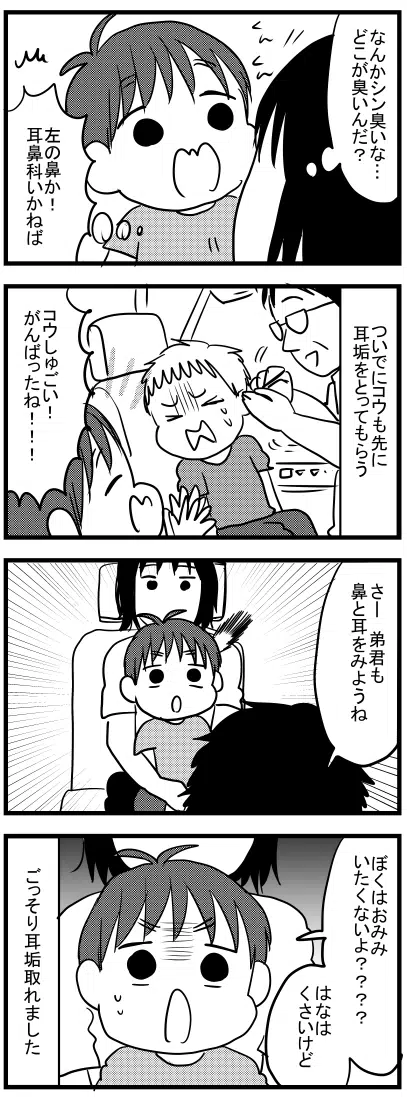 なんかシン臭いな…
どこが臭いんだ？
左の鼻か！
耳鼻科いかねば
ついでにコウも先に
耳垢をとってもらう
コウしゅごい！
がんばったね！！！
さー 弟君も
鼻と耳をみようね
ぼくはおみみ
いたくないよ？？？？
はなは
くさいけど
ごっそり耳垢取れました